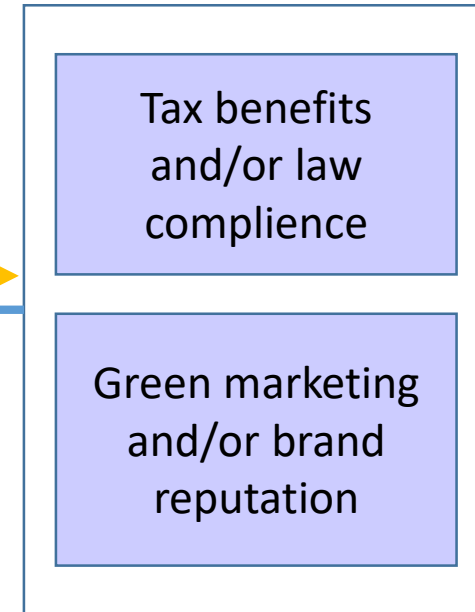 Tax benefits
and/or law
complience
Green marketing
and/or brand
reputation